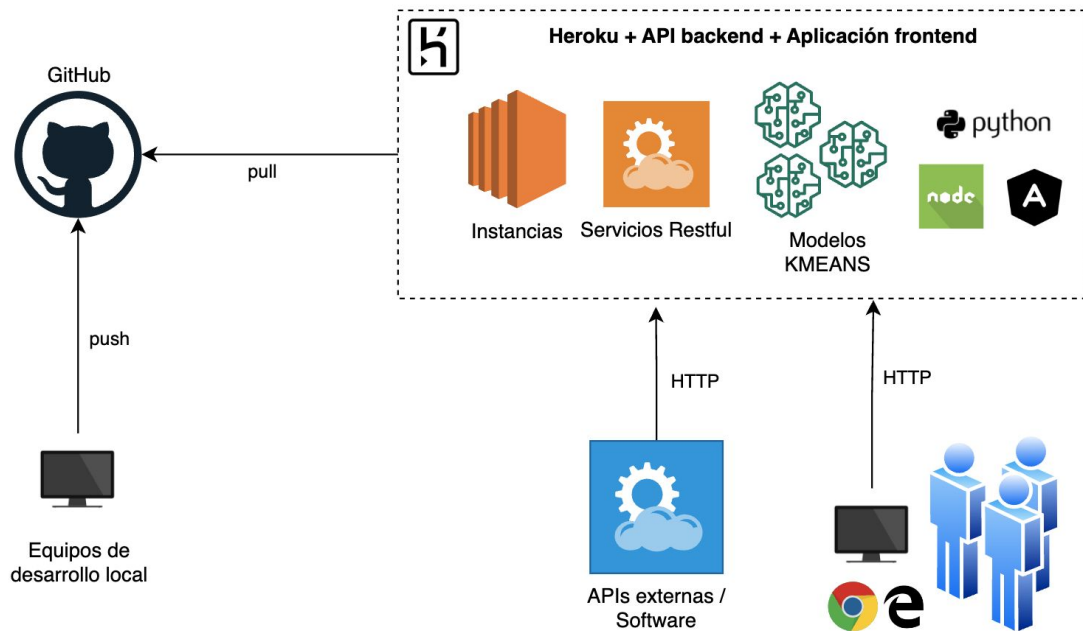 Heroku + API backend + Aplicación frontend
GitHub
python
node
pull
Instancias
Servicios Restful
Modelos
KMEANS
push
HTTP
HTTP
Equipos de
desarrollo local
APIs externas /
Software